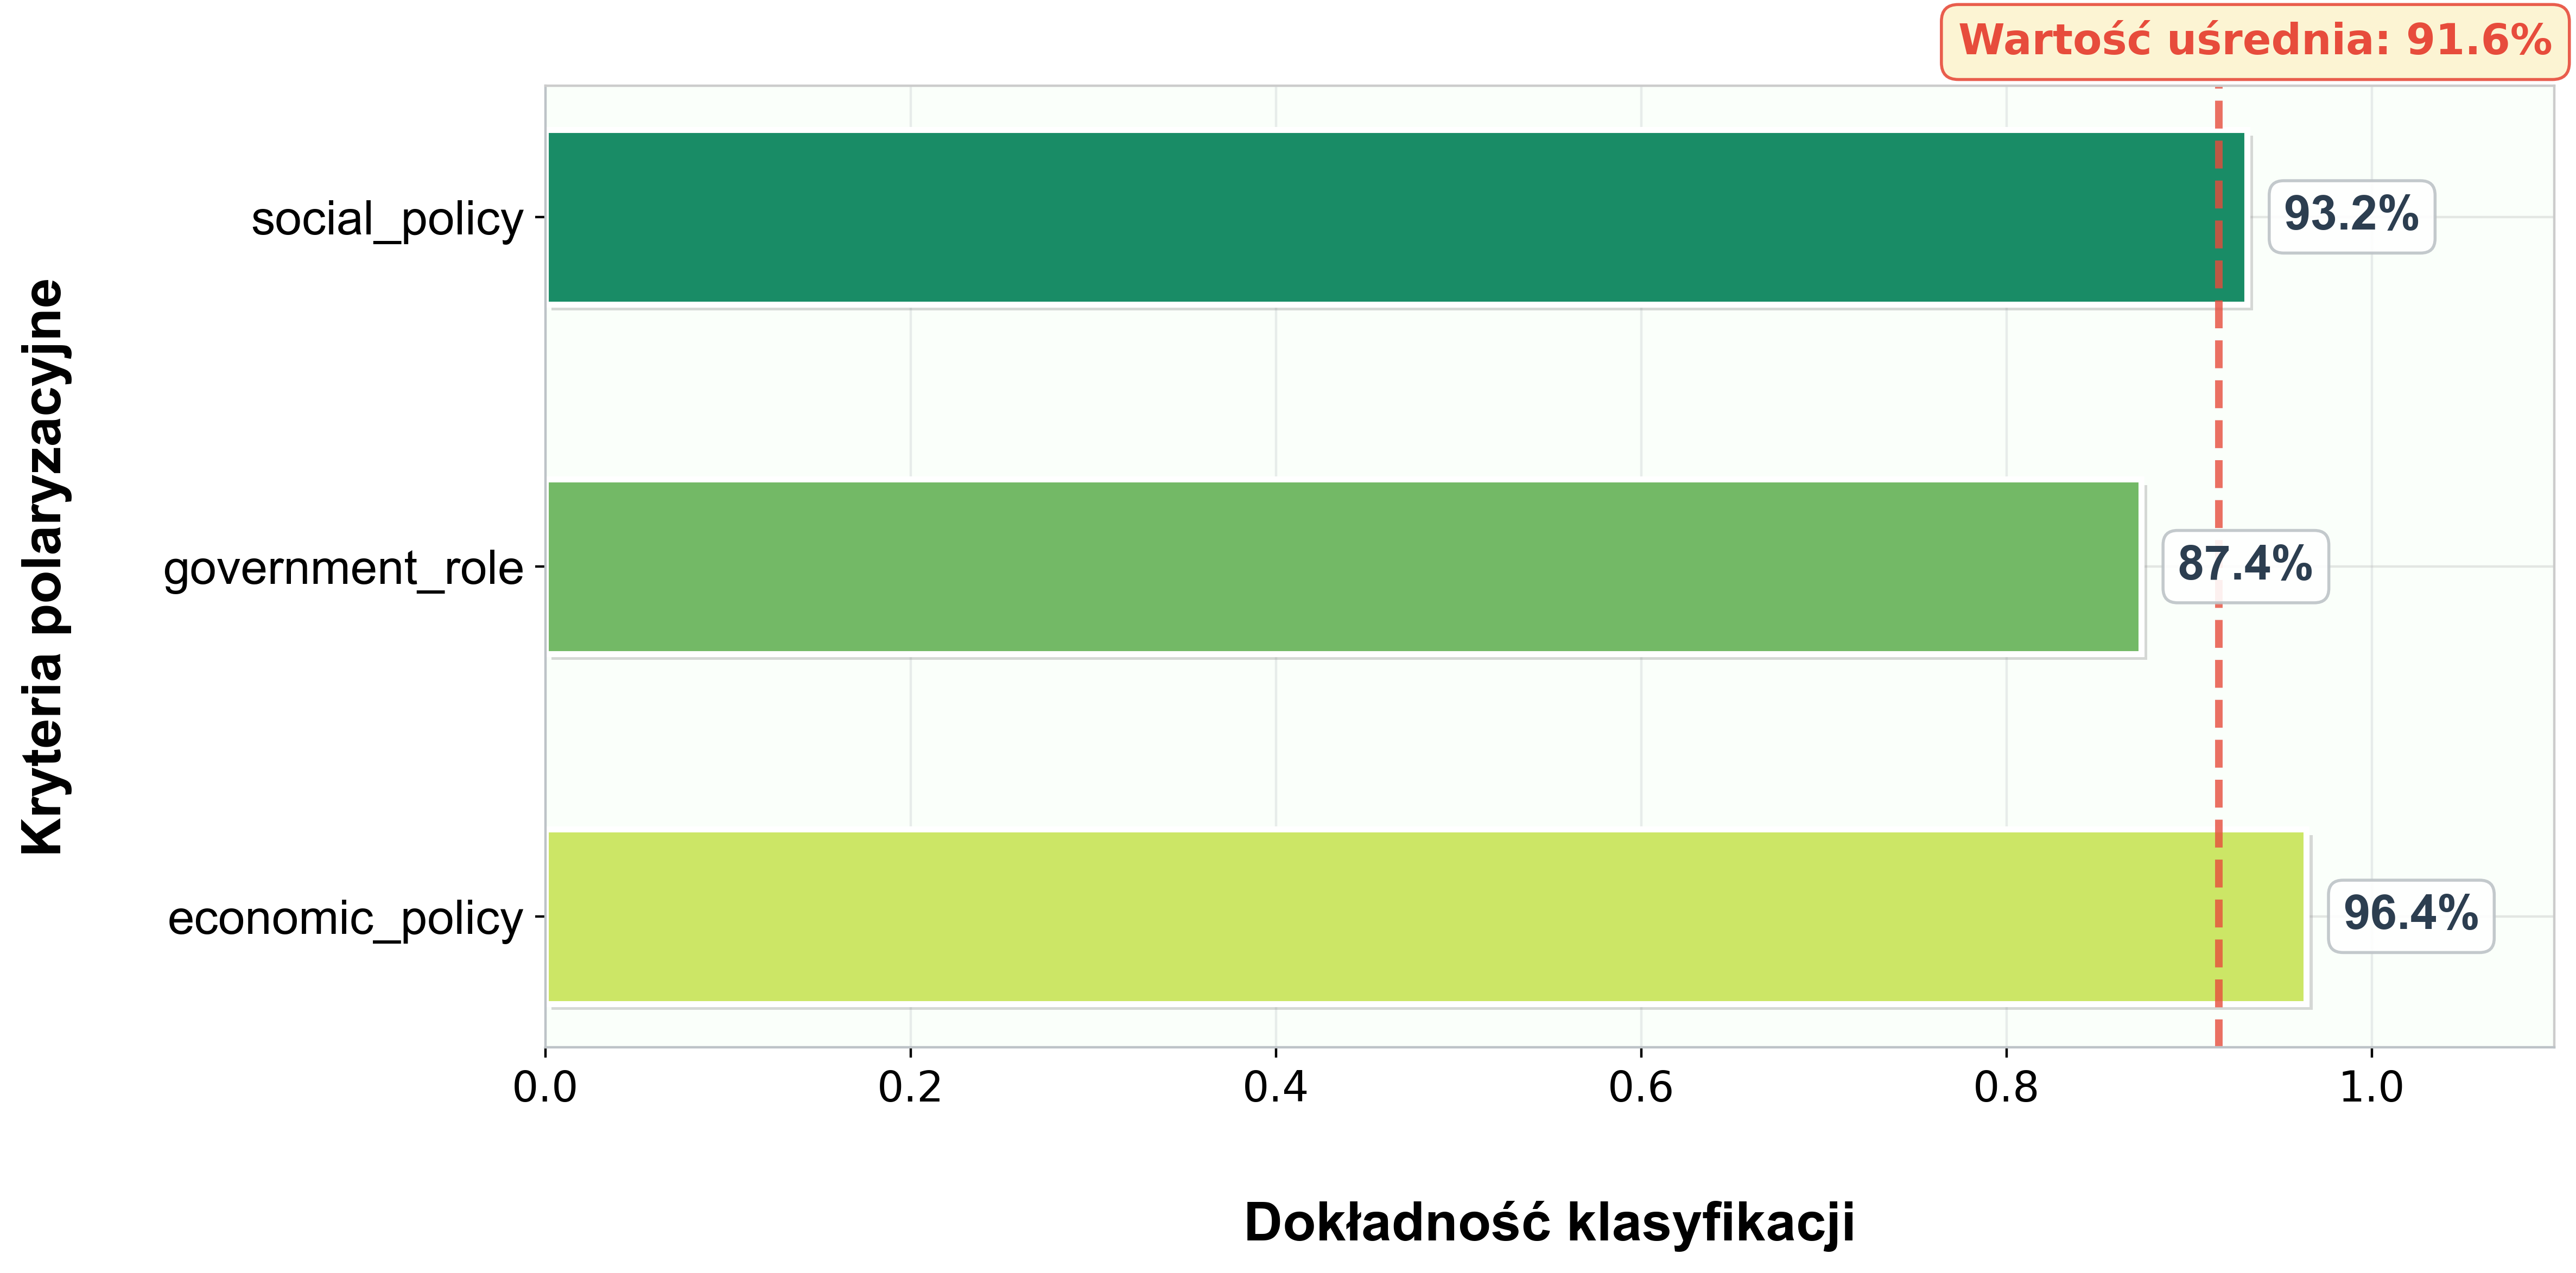 Wartość uśrednia: 91.6%
Kryteria polaryzacyjne
social_policy
93.2%
government_role
87.4%
economic_policy
96.4%
0.0 0.2 0.4 0.6 0.8 1.0
Dokładność klasyfikacji